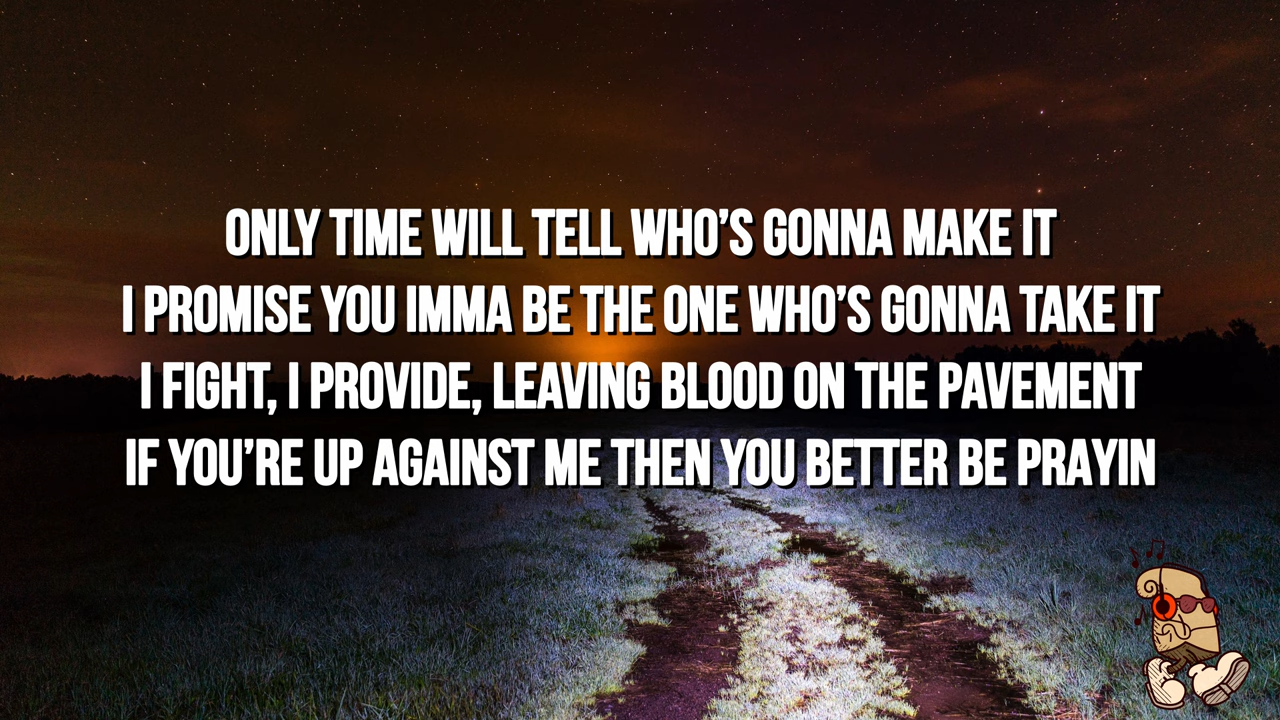 ONLY TIME WILL TELL WHO'S GONNA MAKE IT
I PROMISE YOU IMMA BE THE ONE WHO'S GONNA TAKE IT
I FIGHT, I PROVIDE, LEAVING BLOOD ON THE PAVEMENT
IF YOU'RE UP AGAINST ME THEN YOU BETTER BE PRAYIN